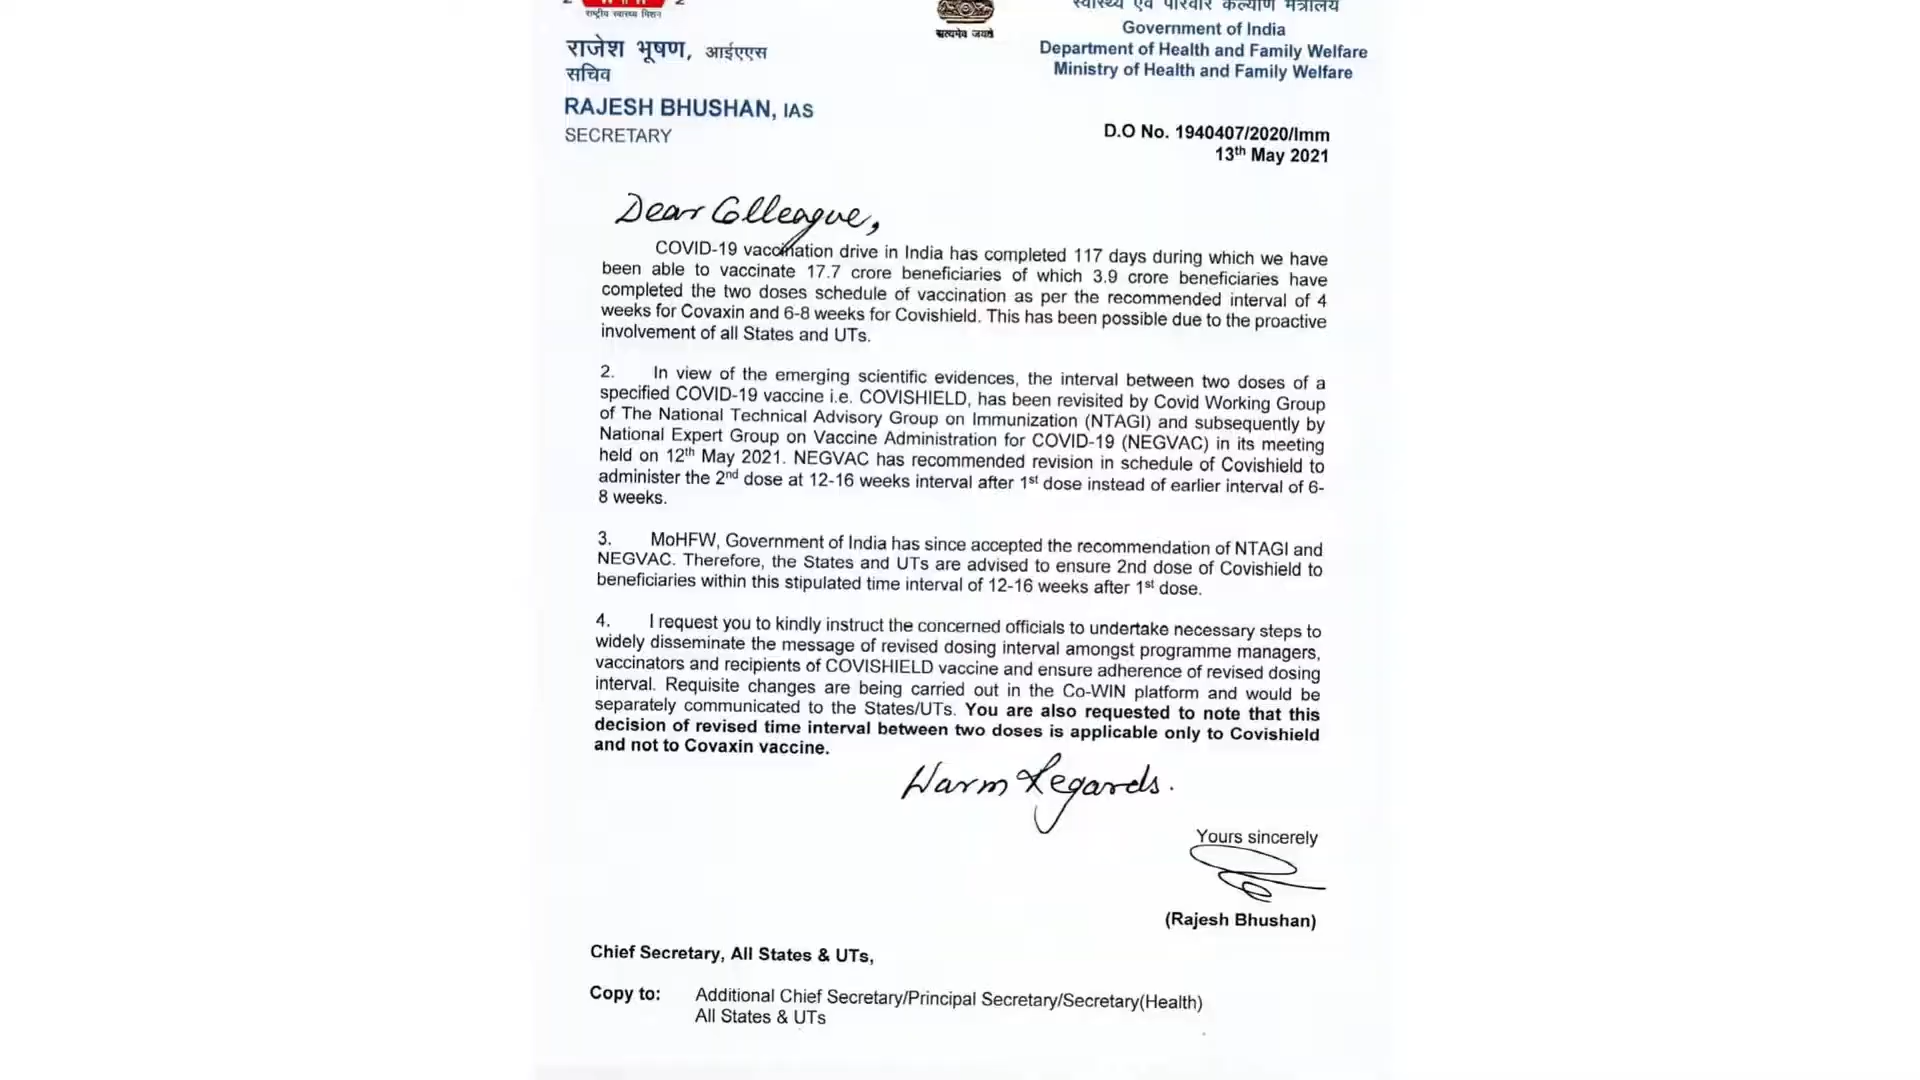 राष्ट्रीय स्वास्थ्य मिशन
सत्यमेव जयते
स्वास्थ्य एवं परिवार कल्याण मंत्रालय
Government of India
Department of Health and Family Welfare
Ministry of Health and Family Welfare
राजेश भूषण, आईएएस
सचिव
RAJESH BHUSHAN, IAS
SECRETARY
D.O No. 1940407/2020/Imm
13th May 2021
Dear Colleague,
COVID-19 vaccination drive in India has completed 117 days during which we have
been able to vaccinate 17.7 crore beneficiaries of which 3.9 crore beneficiaries have
completed the two doses schedule of vaccination as per the recommended interval of 4
weeks for Covaxin and 6-8 weeks for Covishield. This has been possible due to the proactive
involvement of all States and UTs.
2. In view of the emerging scientific evidences, the interval between two doses of a
specified COVID-19 vaccine i.e. COVISHIELD, has been revisited by Covid Working Group
of The National Technical Advisory Group on Immunization (NTAGI) and subsequently by
National Expert Group on Vaccine Administration for COVID-19 (NEGVAC) in its meeting
held on 12th May 2021. NEGVAC has recommended revision in schedule of Covishield to
administer the 2nd dose at 12-16 weeks interval after 1st dose instead of earlier interval of 6-
8 weeks.
3. MoHFW, Government of India has since accepted the recommendation of NTAGI and
NEGVAC. Therefore, the States and UTs are advised to ensure 2nd dose of Covishield to
beneficiaries within this stipulated time interval of 12-16 weeks after 1st dose.
4. I request you to kindly instruct the concerned officials to undertake necessary steps to
widely disseminate the message of revised dosing interval amongst programme managers,
vaccinators and recipients of COVISHIELD vaccine and ensure adherence of revised dosing
interval. Requisite changes are being carried out in the Co-WIN platform and would be
separately communicated to the States/UTs. You are also requested to note that this
decision of revised time interval between two doses is applicable only to Covishield
and not to Covaxin vaccine.
Warm Regards.
Yours sincerely
(Rajesh Bhushan)
Chief Secretary, All States & UTs,
Copy to: Additional Chief Secretary/Principal Secretary/Secretary(Health)
All States & UTs